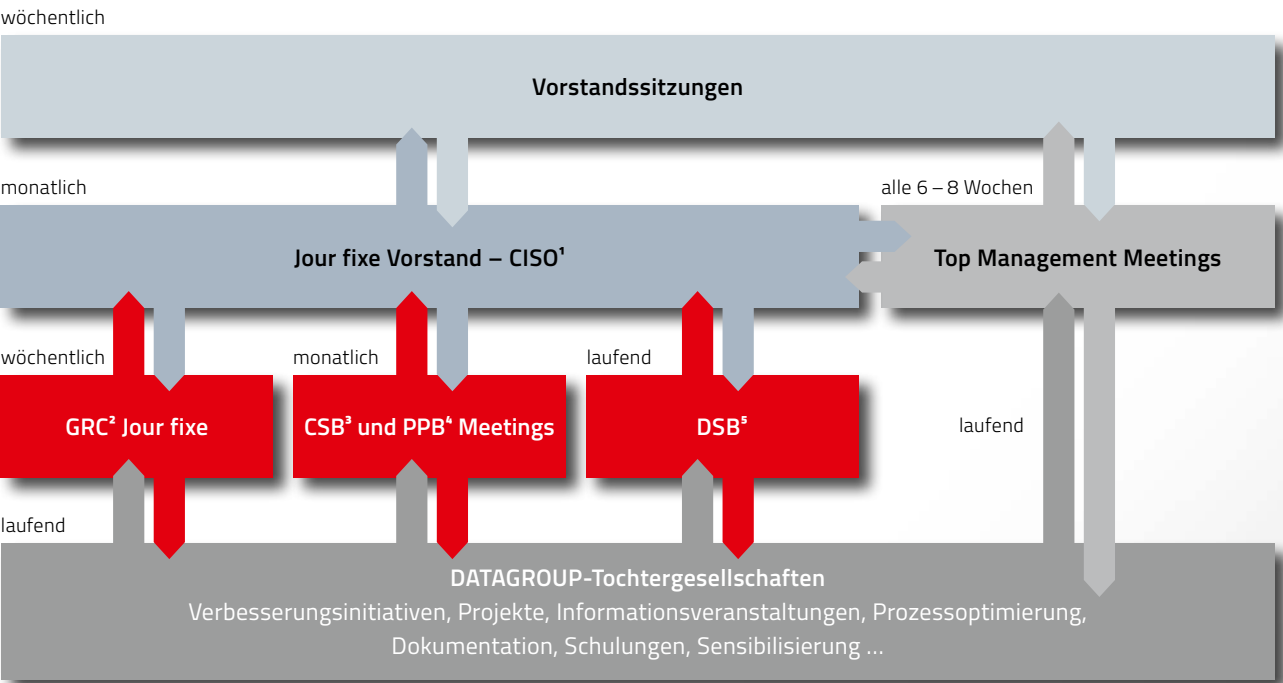 wöchentlich
Vorstandssitzungen
monatlich
alle 6 – 8 Wochen
Jour fixe Vorstand – CISO¹
Top Management Meetings
wöchentlich
monatlich
laufend
GRC² Jour fixe
CSB³ und PPB⁴ Meetings
DSB⁵
laufend
laufend
DATAGROUP-Tochtergesellschaften
Verbesserungsinitiativen, Projekte, Informationsveranstaltungen, Prozessoptimierung,
Dokumentation, Schulungen, Sensibilisierung ...